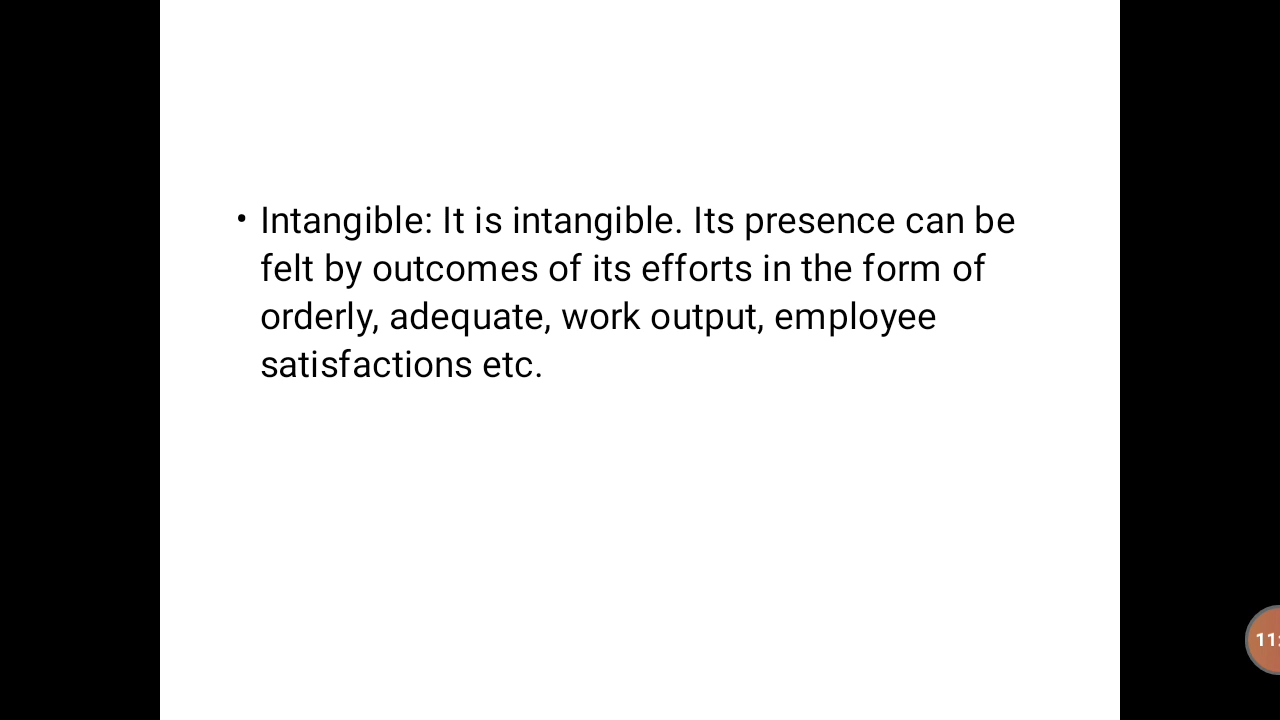 • Intangible: It is intangible. Its presence can be
felt by outcomes of its efforts in the form of
orderly, adequate, work output, employee
satisfactions etc.
11: